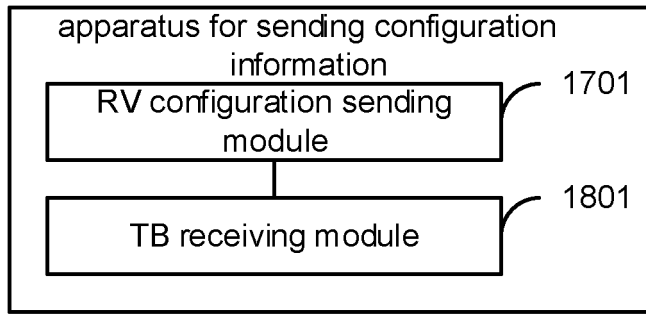 apparatus for sending configuration
information
RV configuration sending
module
1701
TB receiving module
1801